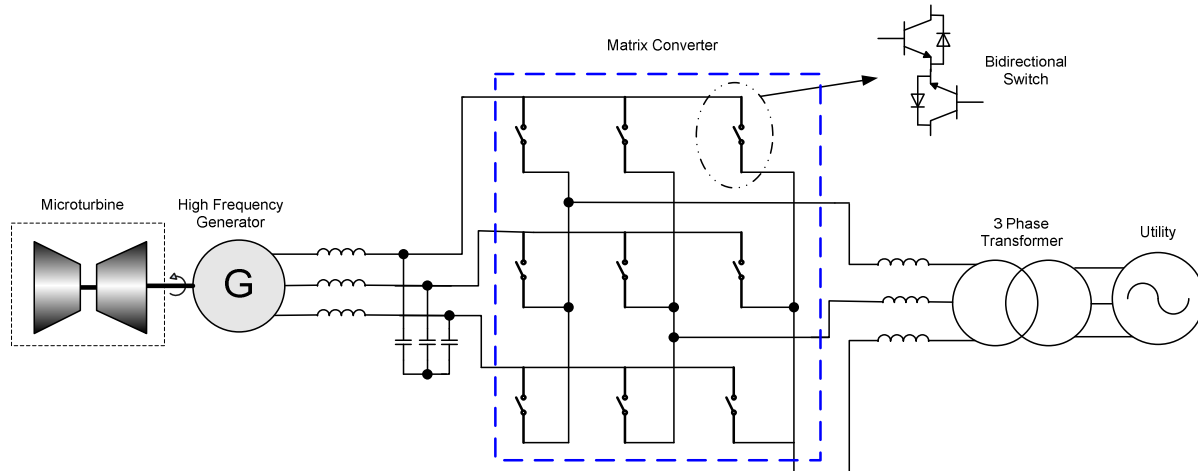 Matrix Converter
Bidirectional
Switch
Microturbine
High Frequency
Generator
G
3 Phase
Transformer
Utility